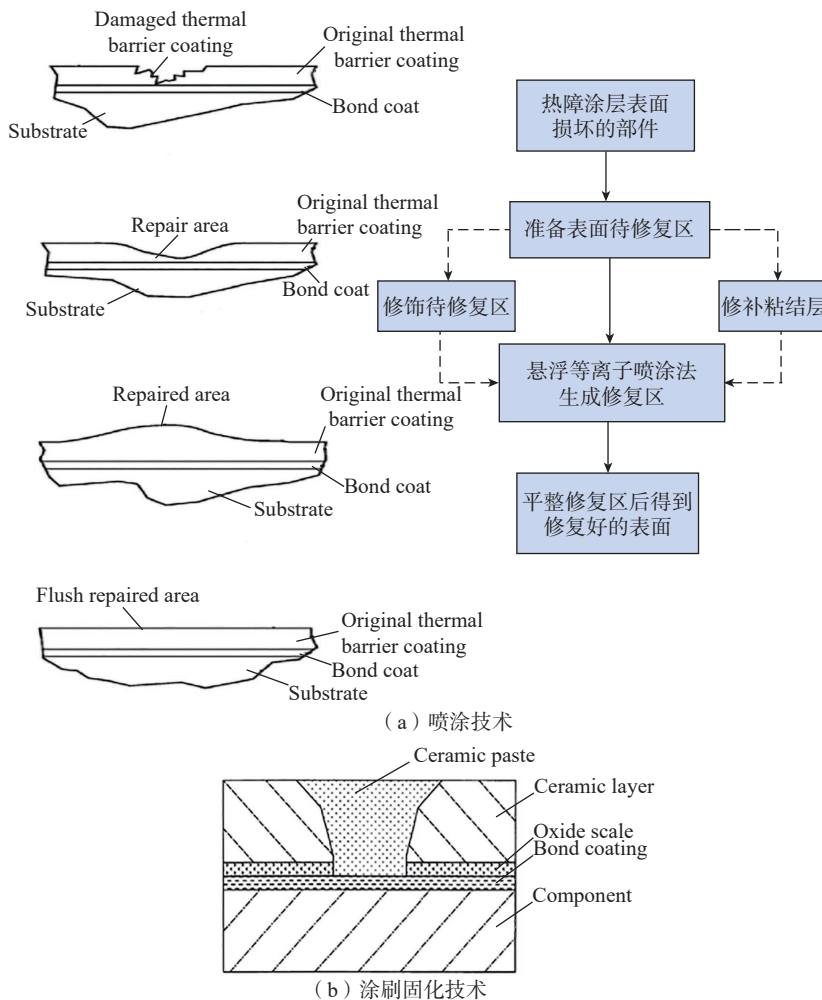 Damaged thermal
barrier coating
Original thermal
barrier coating
Bond coat
Substrate
Repair area
Original thermal
barrier coating
Bond coat
Substrate
Repaired area
Original thermal
barrier coating
Bond coat
Substrate
Flush repaired area
Original thermal
barrier coating
Bond coat
Substrate
热障涂层表面
损坏的部件
准备表面待修复区
修饰待修复区
修补粘结层
悬浮等离子喷涂法
生成修复区
平整修复区后得到
修复好的表面
（a）喷涂技术
Ceramic paste
Ceramic layer
Oxide scale
Bond coating
Component
（b）涂刷固化技术